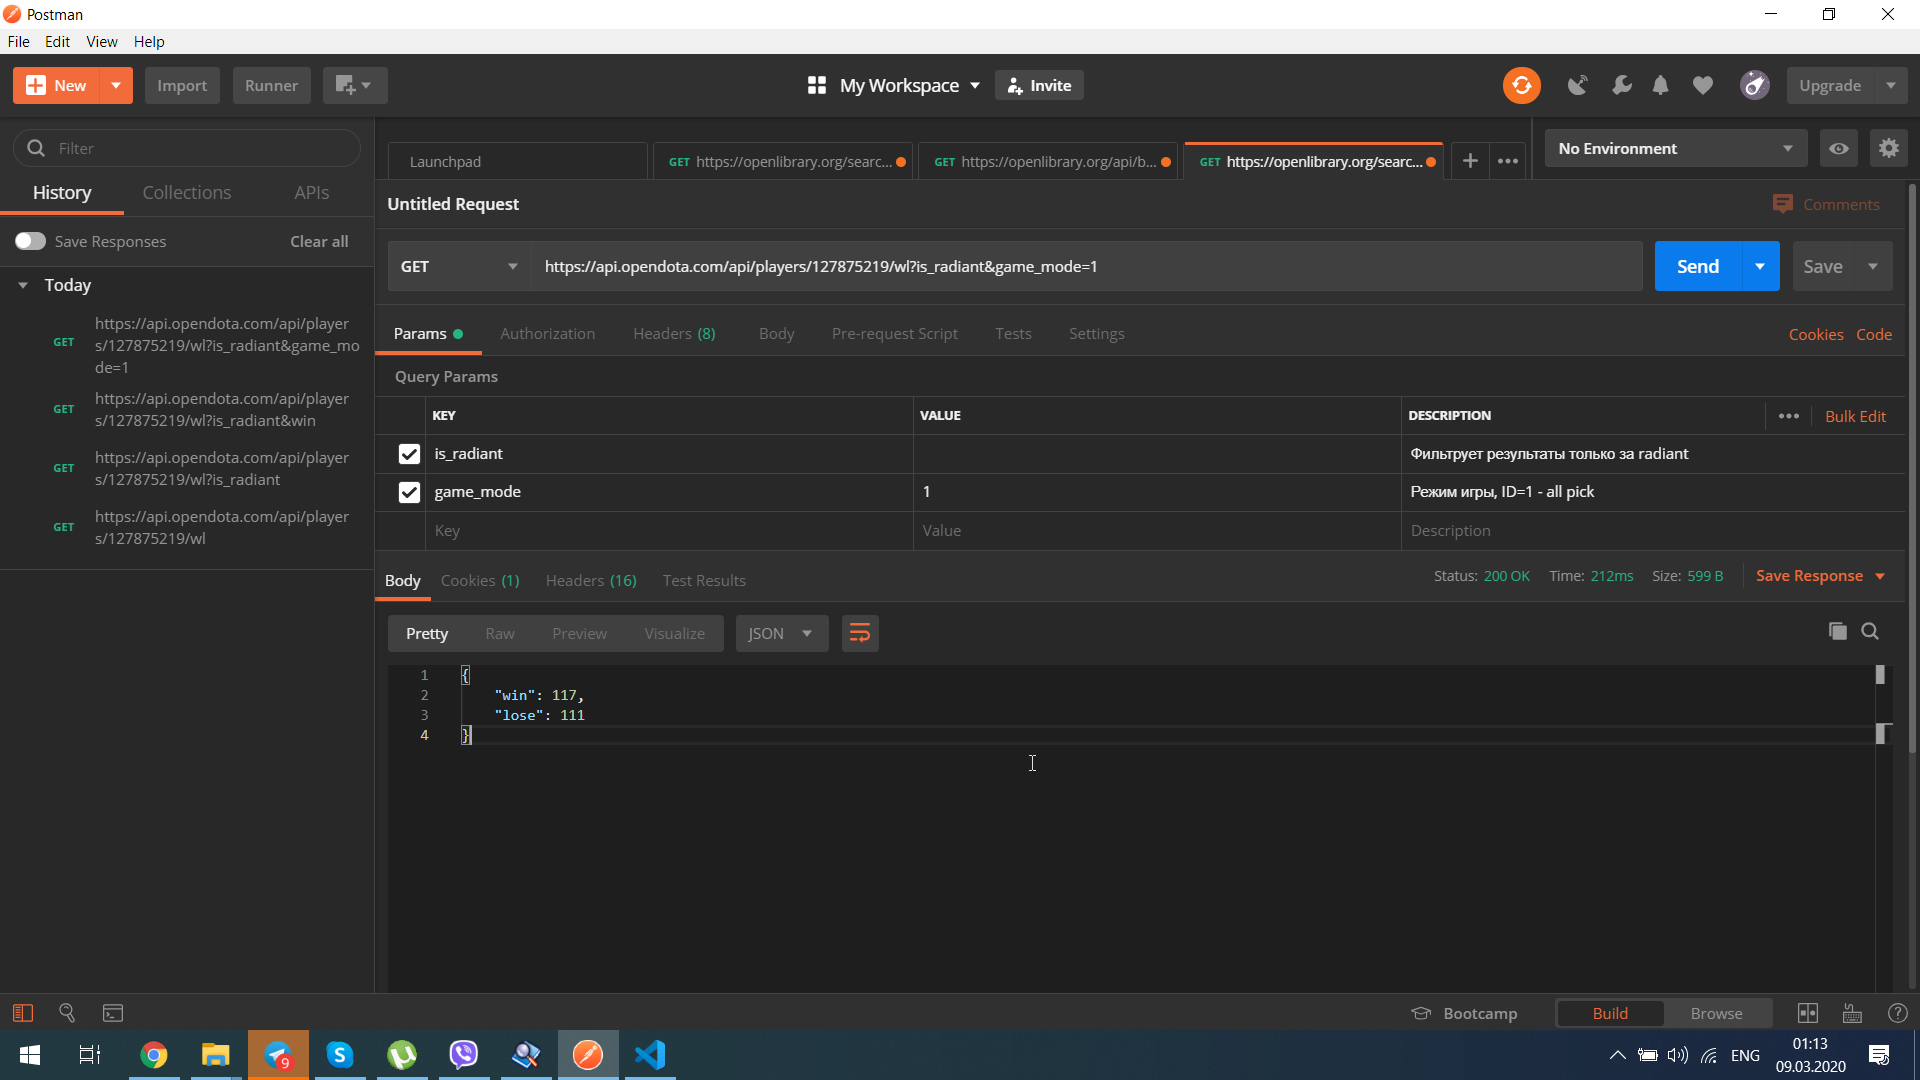 Postman
File Edit View Help
New Import Runner My Workspace Invite Upgrade
Filter
Launchpad GET https://openlibrary.org/searc... GET https://openlibrary.org/api/b... GET https://openlibrary.org/searc... No Environment
History Collections APIs
Save Responses Clear all
Today
GET https://api.opendota.com/api/player
s/127875219/wl?is_radiant&game_mo
de=1
GET https://api.opendota.com/api/player
s/127875219/wl?is_radiant&win
GET https://api.opendota.com/api/player
s/127875219/wl?is_radiant
GET https://api.opendota.com/api/player
s/127875219/wl
Untitled Request Comments
GET https://api.opendota.com/api/players/127875219/wl?is_radiant&game_mode=1 Send Save
Params Authorization Headers (8) Body Pre-request Script Tests Settings Cookies Code
Query Params
KEY VALUE DESCRIPTION Bulk Edit
is_radiant Фильтрует результаты только за radiant
game_mode 1 Режим игры, ID=1 - all pick
Key Value Description
Body Cookies (1) Headers (16) Test Results Status: 200 OK Time: 212ms Size: 599 B Save Response
Pretty Raw Preview Visualize JSON
1 {
2 "win": 117,
3 "lose": 111
4 }
Bootcamp Build Browse
9 S ENG 01:13
09.03.2020